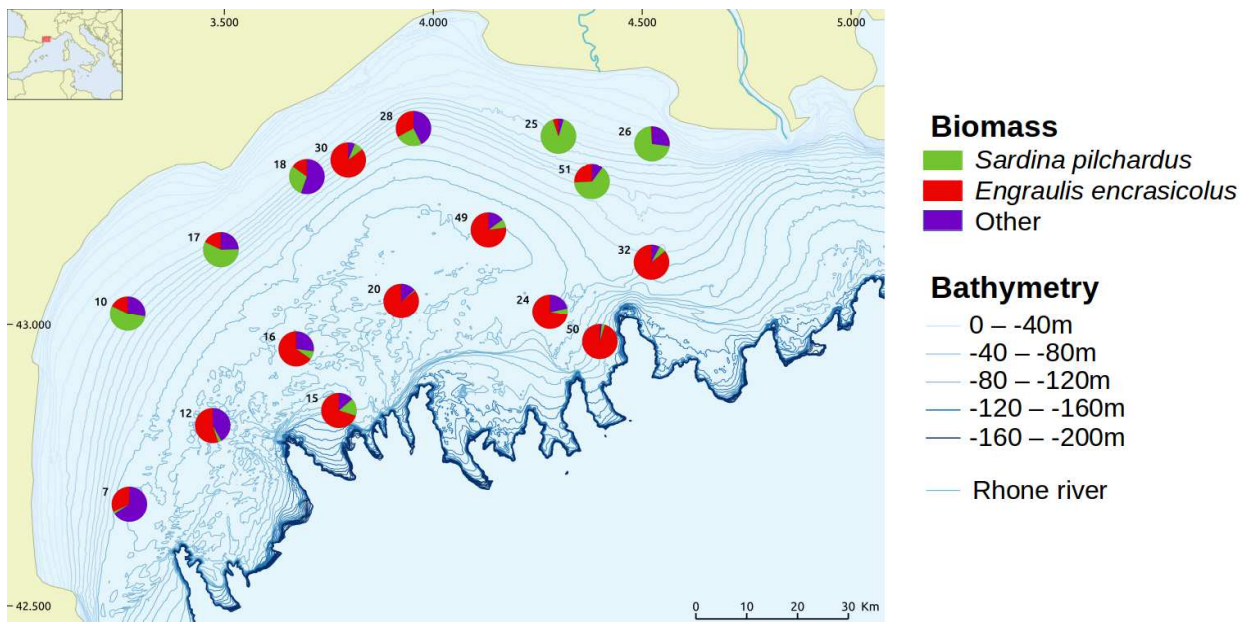 3.500
4.000
4.500
5.000
28
25
26
30
18
51
49
17
32
20
10
24
43.000
50
16
15
12
7
42.500
0 10 20 30 Km
Biomass
Sardina pilchardus
Engraulis encrasicolus
Other
Bathymetry
0 – -40m
-40 – -80m
-80 – -120m
-120 – -160m
-160 – -200m
Rhone river